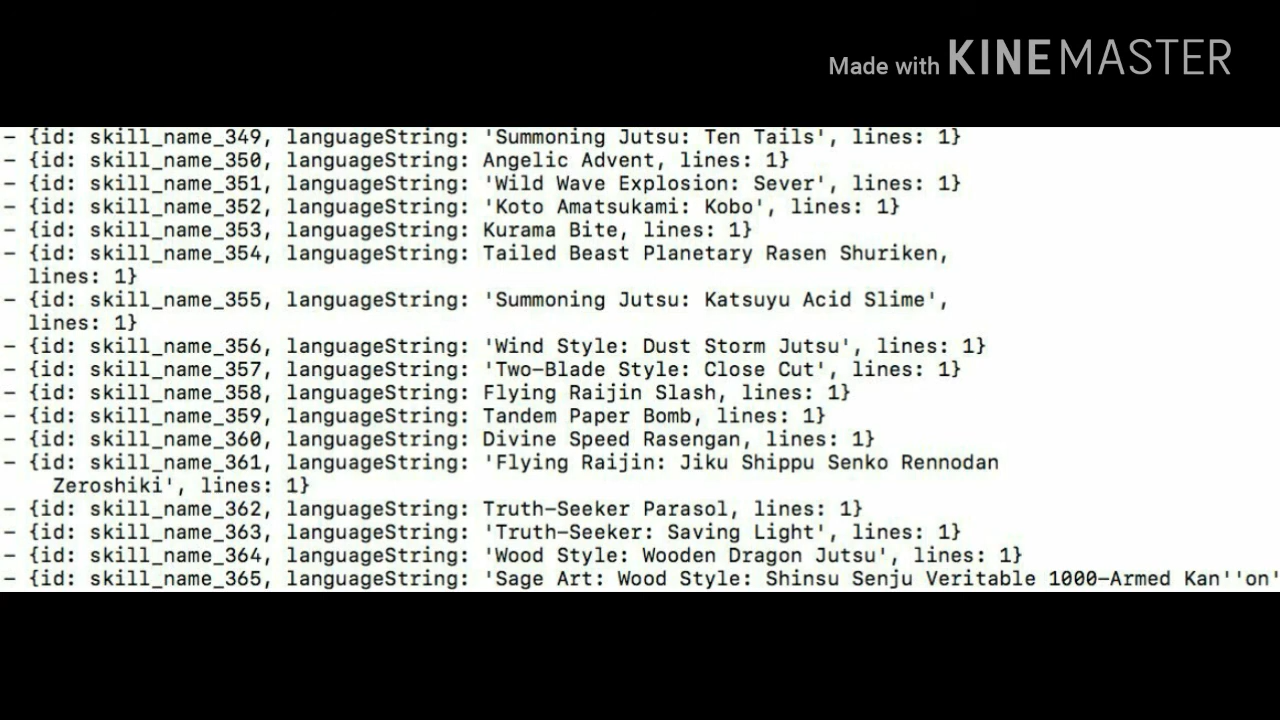 Made with KINEMASTER
- {id: skill_name_349, languageString: 'Summoning Jutsu: Ten Tails', lines: 1}
- {id: skill_name_350, languageString: Angelic Advent, lines: 1}
- {id: skill_name_351, languageString: 'Wild Wave Explosion: Sever', lines: 1}
- {id: skill_name_352, languageString: 'Koto Amatsukami: Kobo', lines: 1}
- {id: skill_name_353, languageString: Kurama Bite, lines: 1}
- {id: skill_name_354, languageString: Tailed Beast Planetary Rasen Shuriken,
lines: 1}
- {id: skill_name_355, languageString: 'Summoning Jutsu: Katsuyu Acid Slime',
lines: 1}
- {id: skill_name_356, languageString: 'Wind Style: Dust Storm Jutsu', lines: 1}
- {id: skill_name_357, languageString: 'Two-Blade Style: Close Cut', lines: 1}
- {id: skill_name_358, languageString: Flying Raijin Slash, lines: 1}
- {id: skill_name_359, languageString: Tandem Paper Bomb, lines: 1}
- {id: skill_name_360, languageString: Divine Speed Rasengan, lines: 1}
- {id: skill_name_361, languageString: 'Flying Raijin: Jiku Shippu Senko Rennodan
Zeroshiki', lines: 1}
- {id: skill_name_362, languageString: Truth-Seeker Parasol, lines: 1}
- {id: skill_name_363, languageString: 'Truth-Seeker: Saving Light', lines: 1}
- {id: skill_name_364, languageString: 'Wood Style: Wooden Dragon Jutsu', lines: 1}
- {id: skill_name_365, languageString: 'Sage Art: Wood Style: Shinsu Senju Veritable 1000-Armed Kan''on'